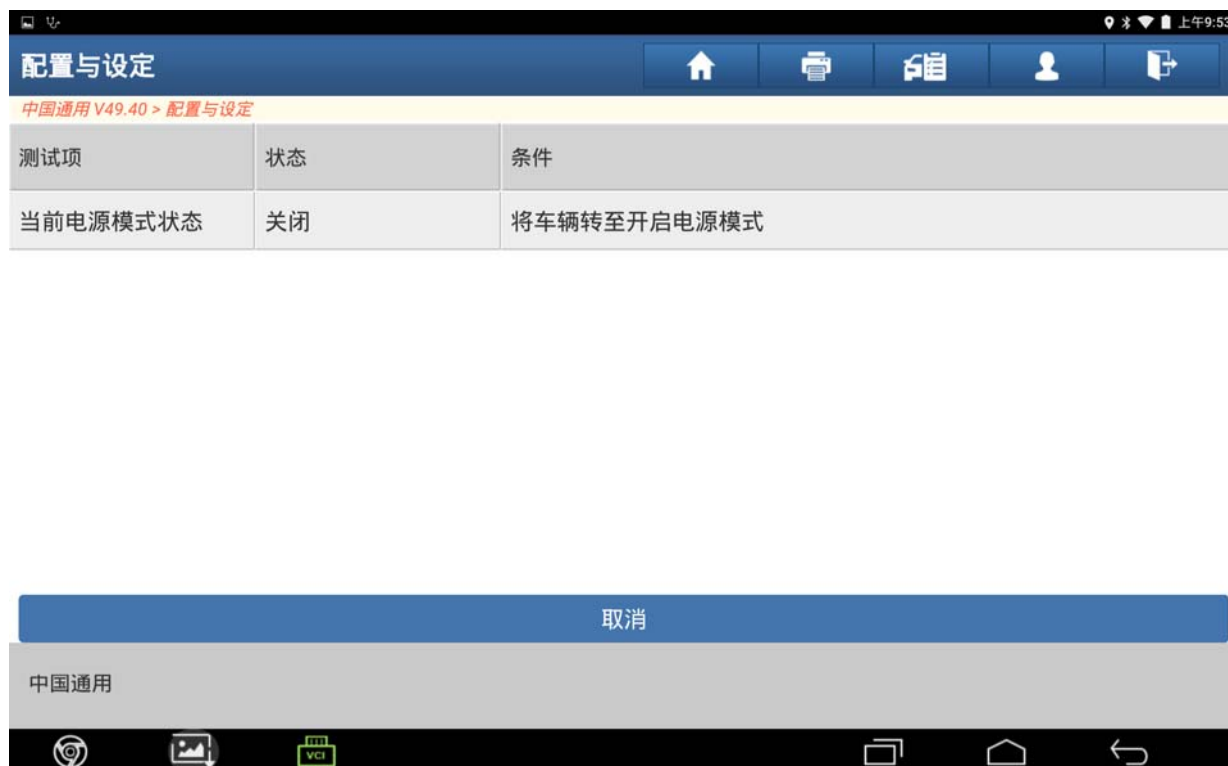 上午9:53
配置与设定
中国通用 V49.40 > 配置与设定
测试项 状态 条件
当前电源模式状态 关闭 将车辆转至开启电源模式
取消
中国通用
VCI